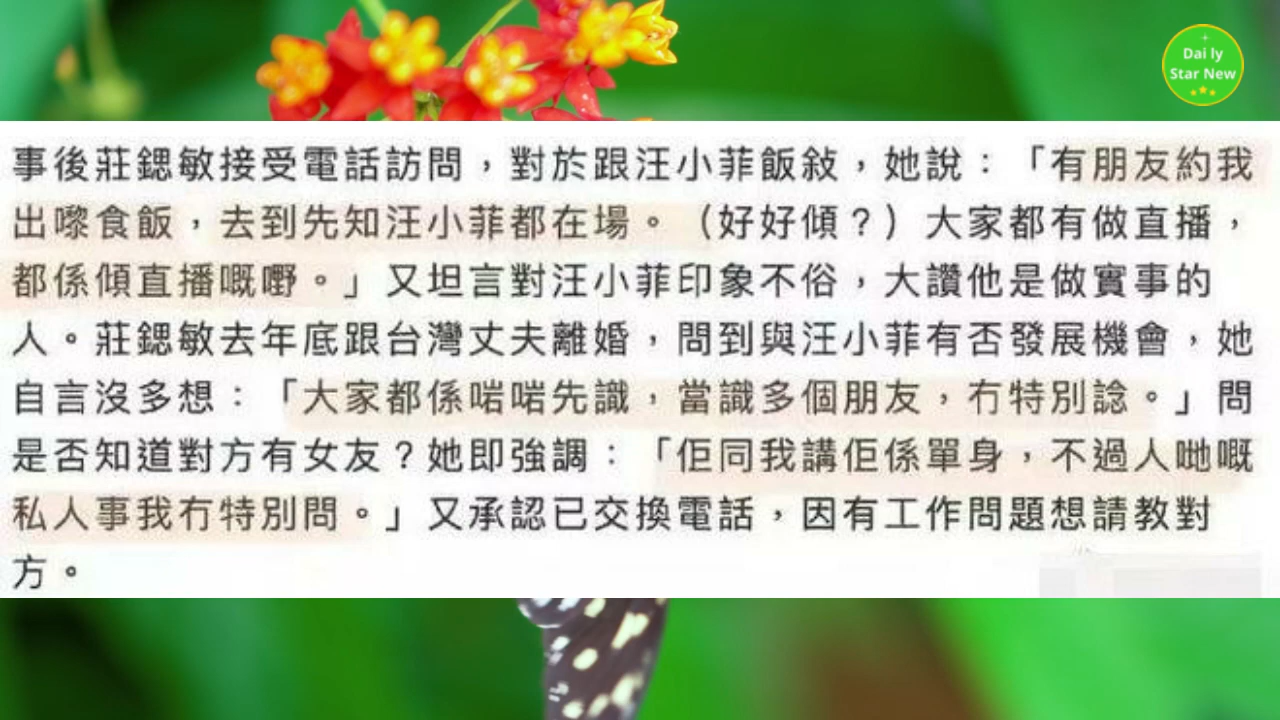 Dai ly
Star New
事後莊鍶敏接受電話訪問，對於跟汪小菲飯敍，她說：「有朋友約我
出嚟食飯，去到先知汪小菲都在場。（好好傾？）大家都有做直播，
都係傾直播嘅嘢。」又坦言對汪小菲印象不俗，大讚他是做實事的
人。莊鍶敏去年底跟台灣丈夫離婚，問到與汪小菲有否發展機會，她
自言沒多想：「大家都係啱啱先識，當識多個朋友，冇特別諗。」問
是否知道對方有女友？她即強調：「佢同我講佢係單身，不過人哋嘅
私人事我冇特別問。」又承認已交換電話，因有工作問題想請教對
方。